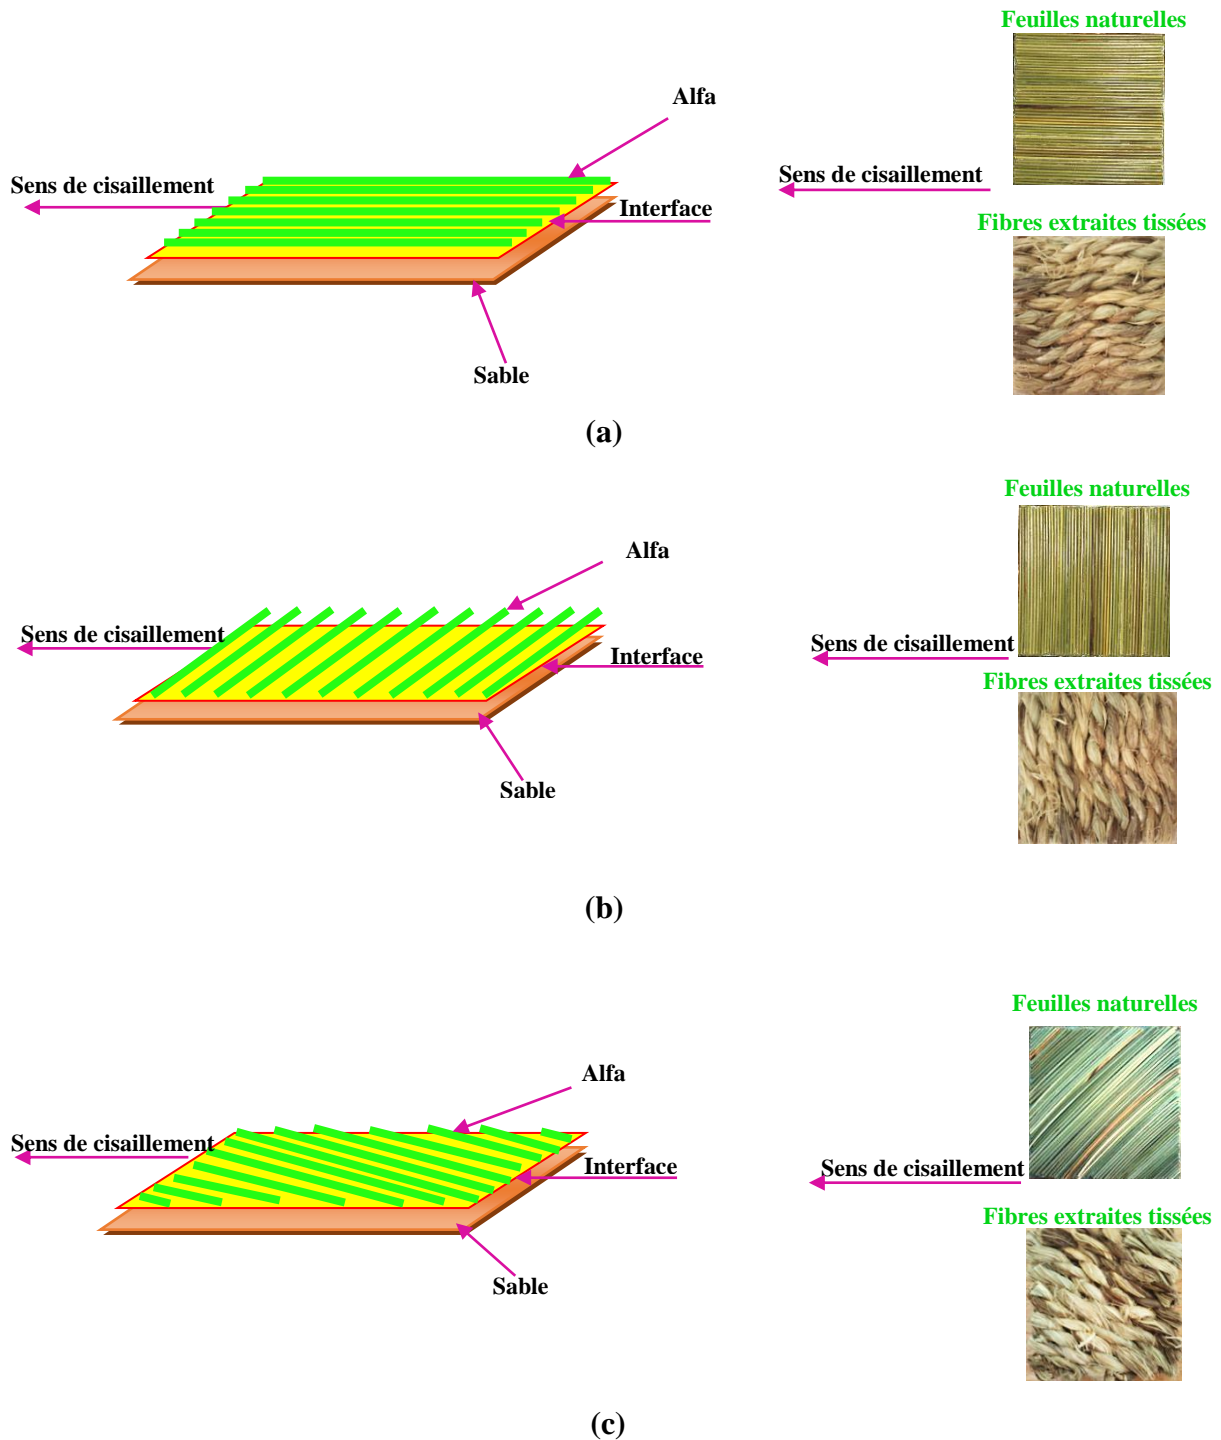 Feuilles naturelles
Alfa
Sens de cisaillement
Sens de cisaillement
Interface
Fibres extraites tissées
Sable
(a)
Feuilles naturelles
Alfa
Sens de cisaillement
Sens de cisaillement
Interface
Fibres extraites tissées
Sable
(b)
Feuilles naturelles
Alfa
Sens de cisaillement
Interface
Sens de cisaillement
Fibres extraites tissées
Sable
(c)